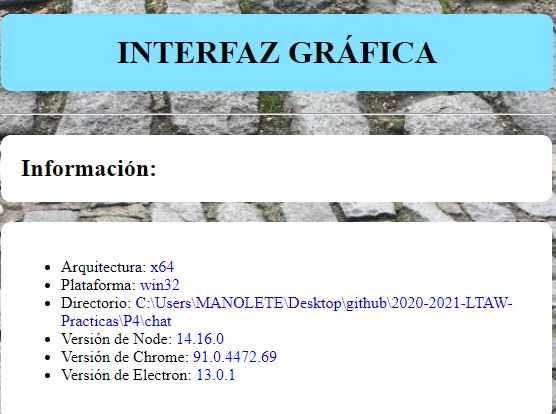 INTERFAZ GRÁFICA
Información:
Arquitectura: x64
Plataforma: win32
Directorio: C:\Users\MANOLETE\Desktop\github\2020-2021-LTAW-
Practicas\P4\chat
Versión de Node: 14.16.0
Versión de Chrome: 91.0.4472.69
Versión de Electron: 13.0.1